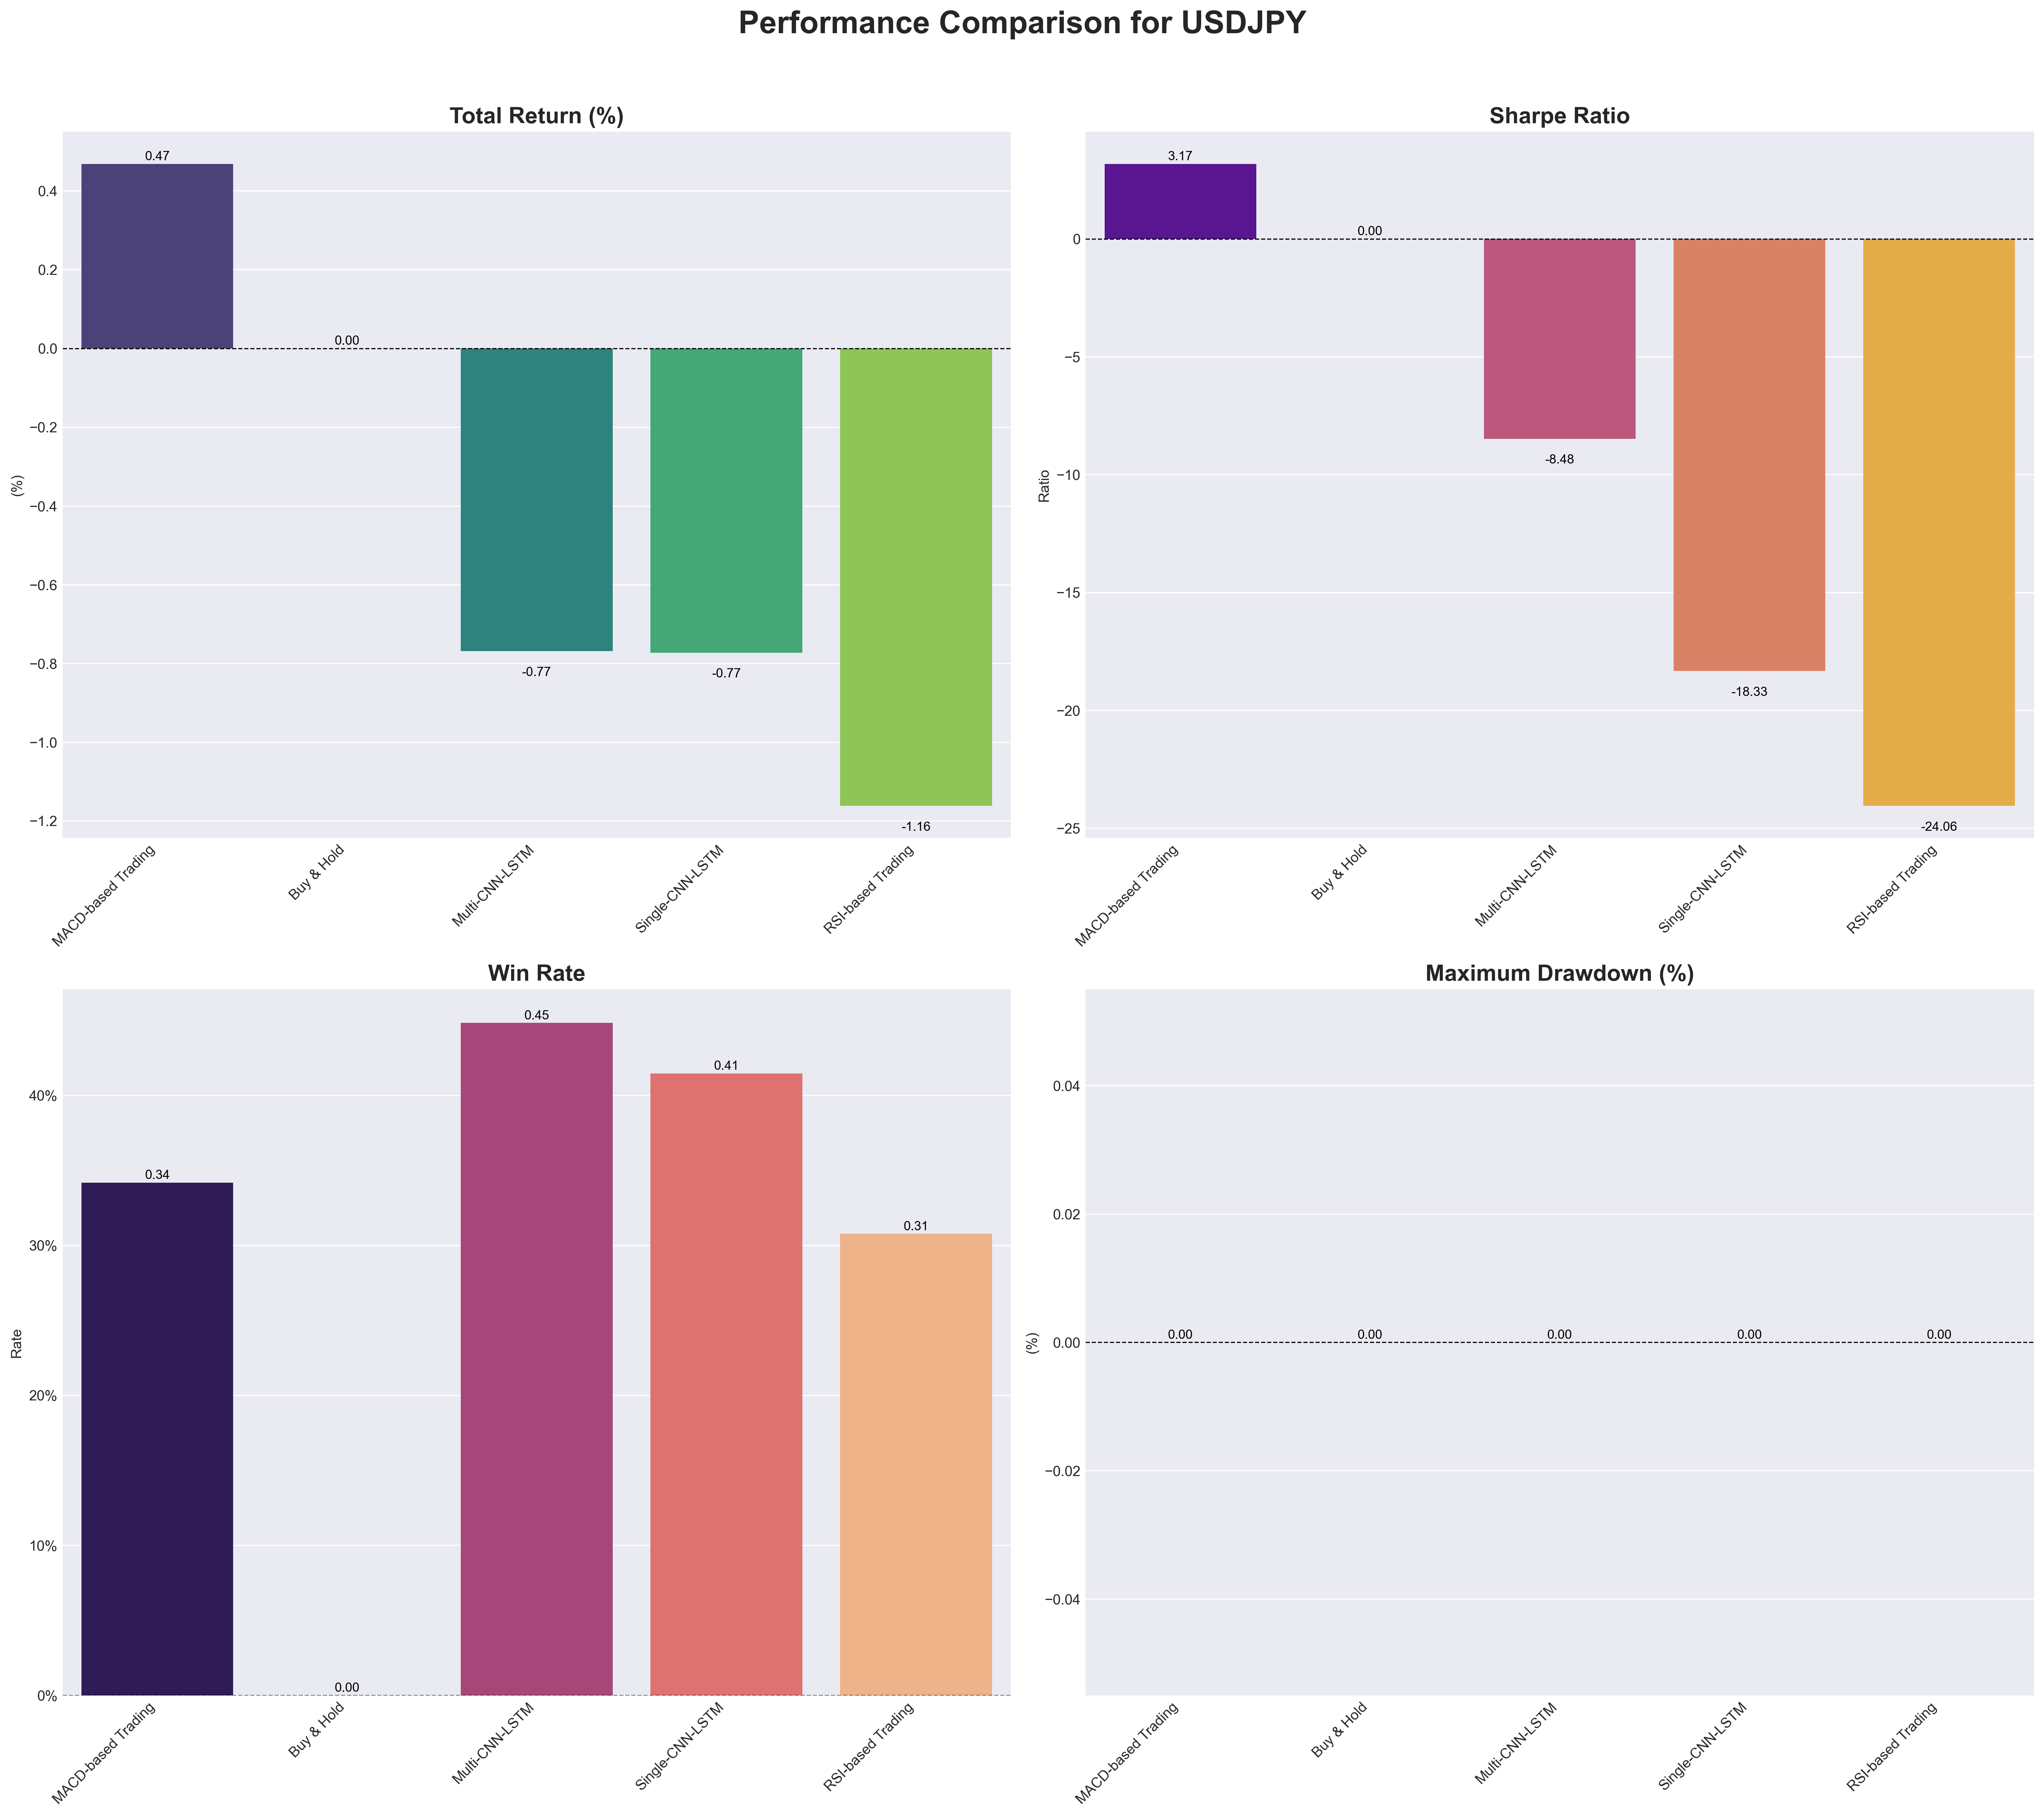 Performance Comparison for USDJPY
Total Return (%)
0.47
0.00
-0.77
-0.77
-1.16
0.4
0.2
0.0
−0.2
−0.4
−0.6
−0.8
−1.0
−1.2
(%)
MACD-based Trading
Buy & Hold
Multi-CNN-LSTM
Single-CNN-LSTM
RSI-based Trading
Sharpe Ratio
3.17
0.00
-8.48
-18.33
-24.06
0
−5
−10
−15
−20
−25
Ratio
MACD-based Trading
Buy & Hold
Multi-CNN-LSTM
Single-CNN-LSTM
RSI-based Trading
Win Rate
0.34
0.00
0.45
0.41
0.31
40%
30%
20%
10%
0%
Rate
MACD-based Trading
Buy & Hold
Multi-CNN-LSTM
Single-CNN-LSTM
RSI-based Trading
Maximum Drawdown (%)
0.00
0.00
0.00
0.00
0.00
0.04
0.02
0.00
−0.02
−0.04
(%)
MACD-based Trading
Buy & Hold
Multi-CNN-LSTM
Single-CNN-LSTM
RSI-based Trading